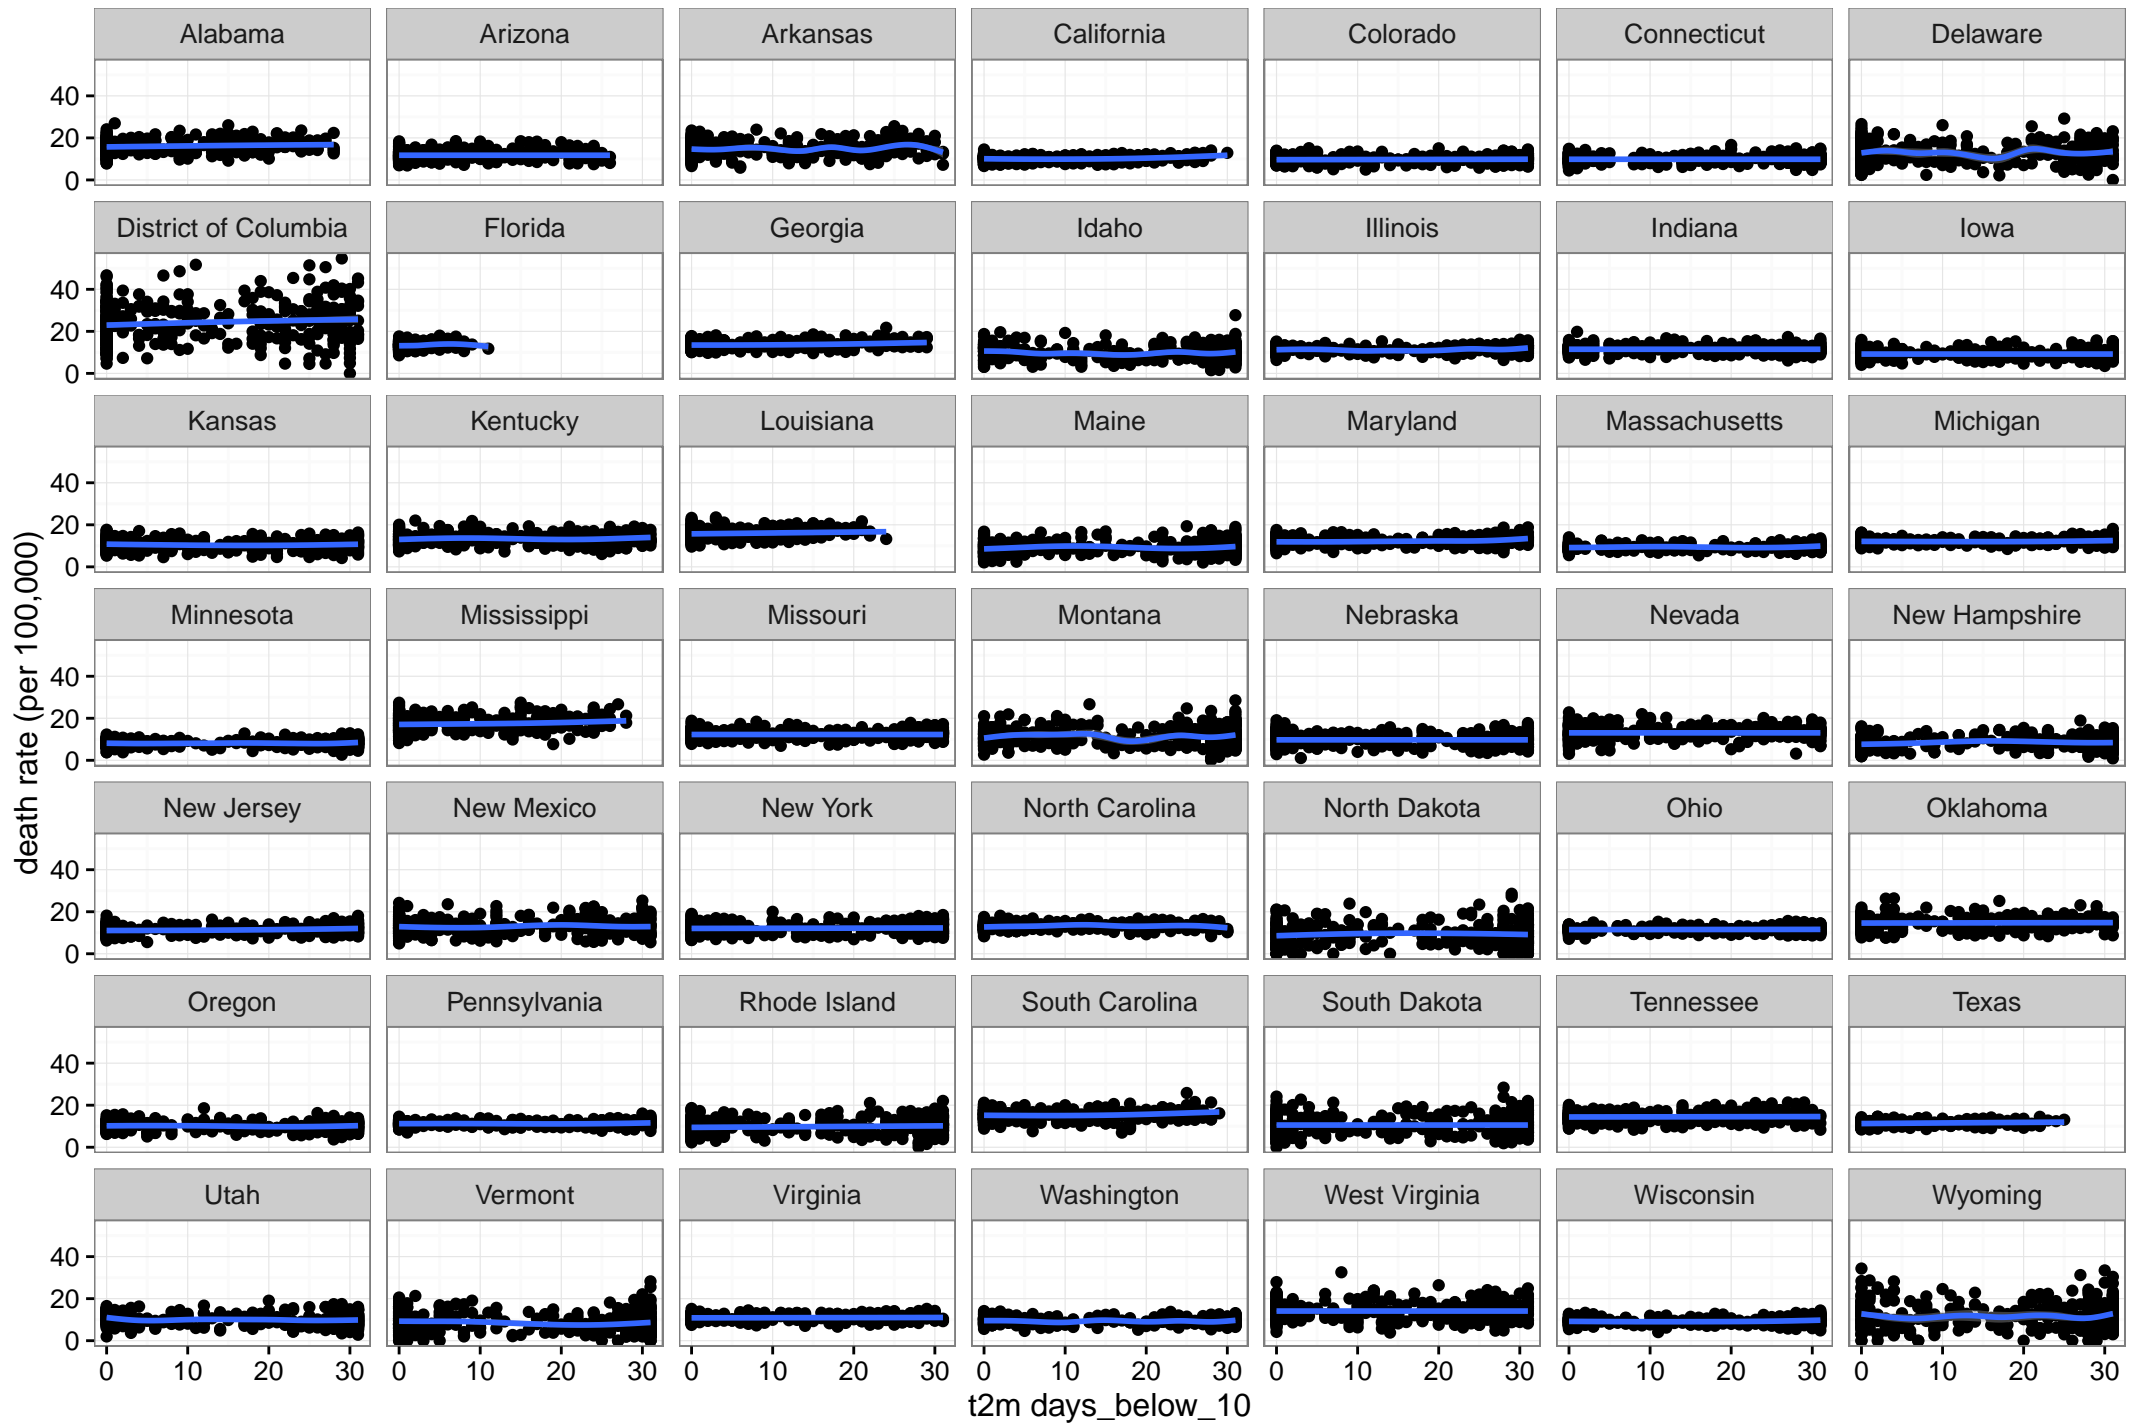 Alabama Arizona Arkansas California Colorado Connecticut Delaware
40
20
0
District of Columbia Florida Georgia Idaho Illinois Indiana Iowa
40
20
0
Kansas Kentucky Louisiana Maine Maryland Massachusetts Michigan
40
20
0
death rate (per 100,000)
Minnesota Mississippi Missouri Montana Nebraska Nevada New Hampshire
40
20
0
New Jersey New Mexico New York North Carolina North Dakota Ohio Oklahoma
40
20
0
Oregon Pennsylvania Rhode Island South Carolina South Dakota Tennessee Texas
40
20
0
Utah Vermont Virginia Washington West Virginia Wisconsin Wyoming
40
20
0
0 10 20 30 0 10 20 30 0 10 20 30 0 10 20 30 0 10 20 30 0 10 20 30 0 10 20 30
t2m days_below_10